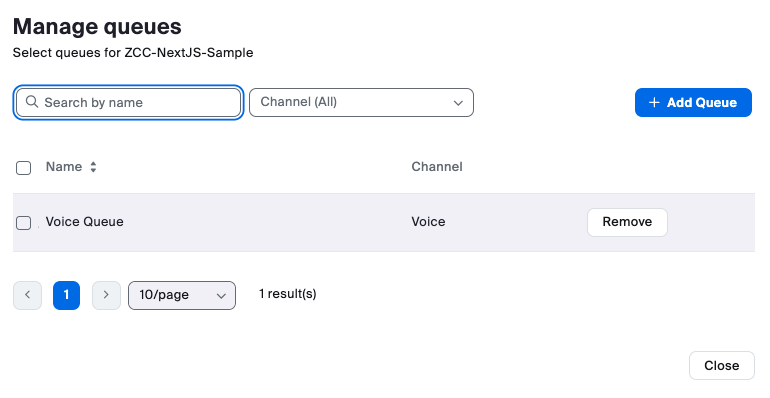 Manage queues
Select queues for ZCC-NextJS-Sample
Search by name
Channel (All)
Add Queue
Name
Channel
Voice Queue
Voice
Remove
1
10/page
1 result(s)
Close